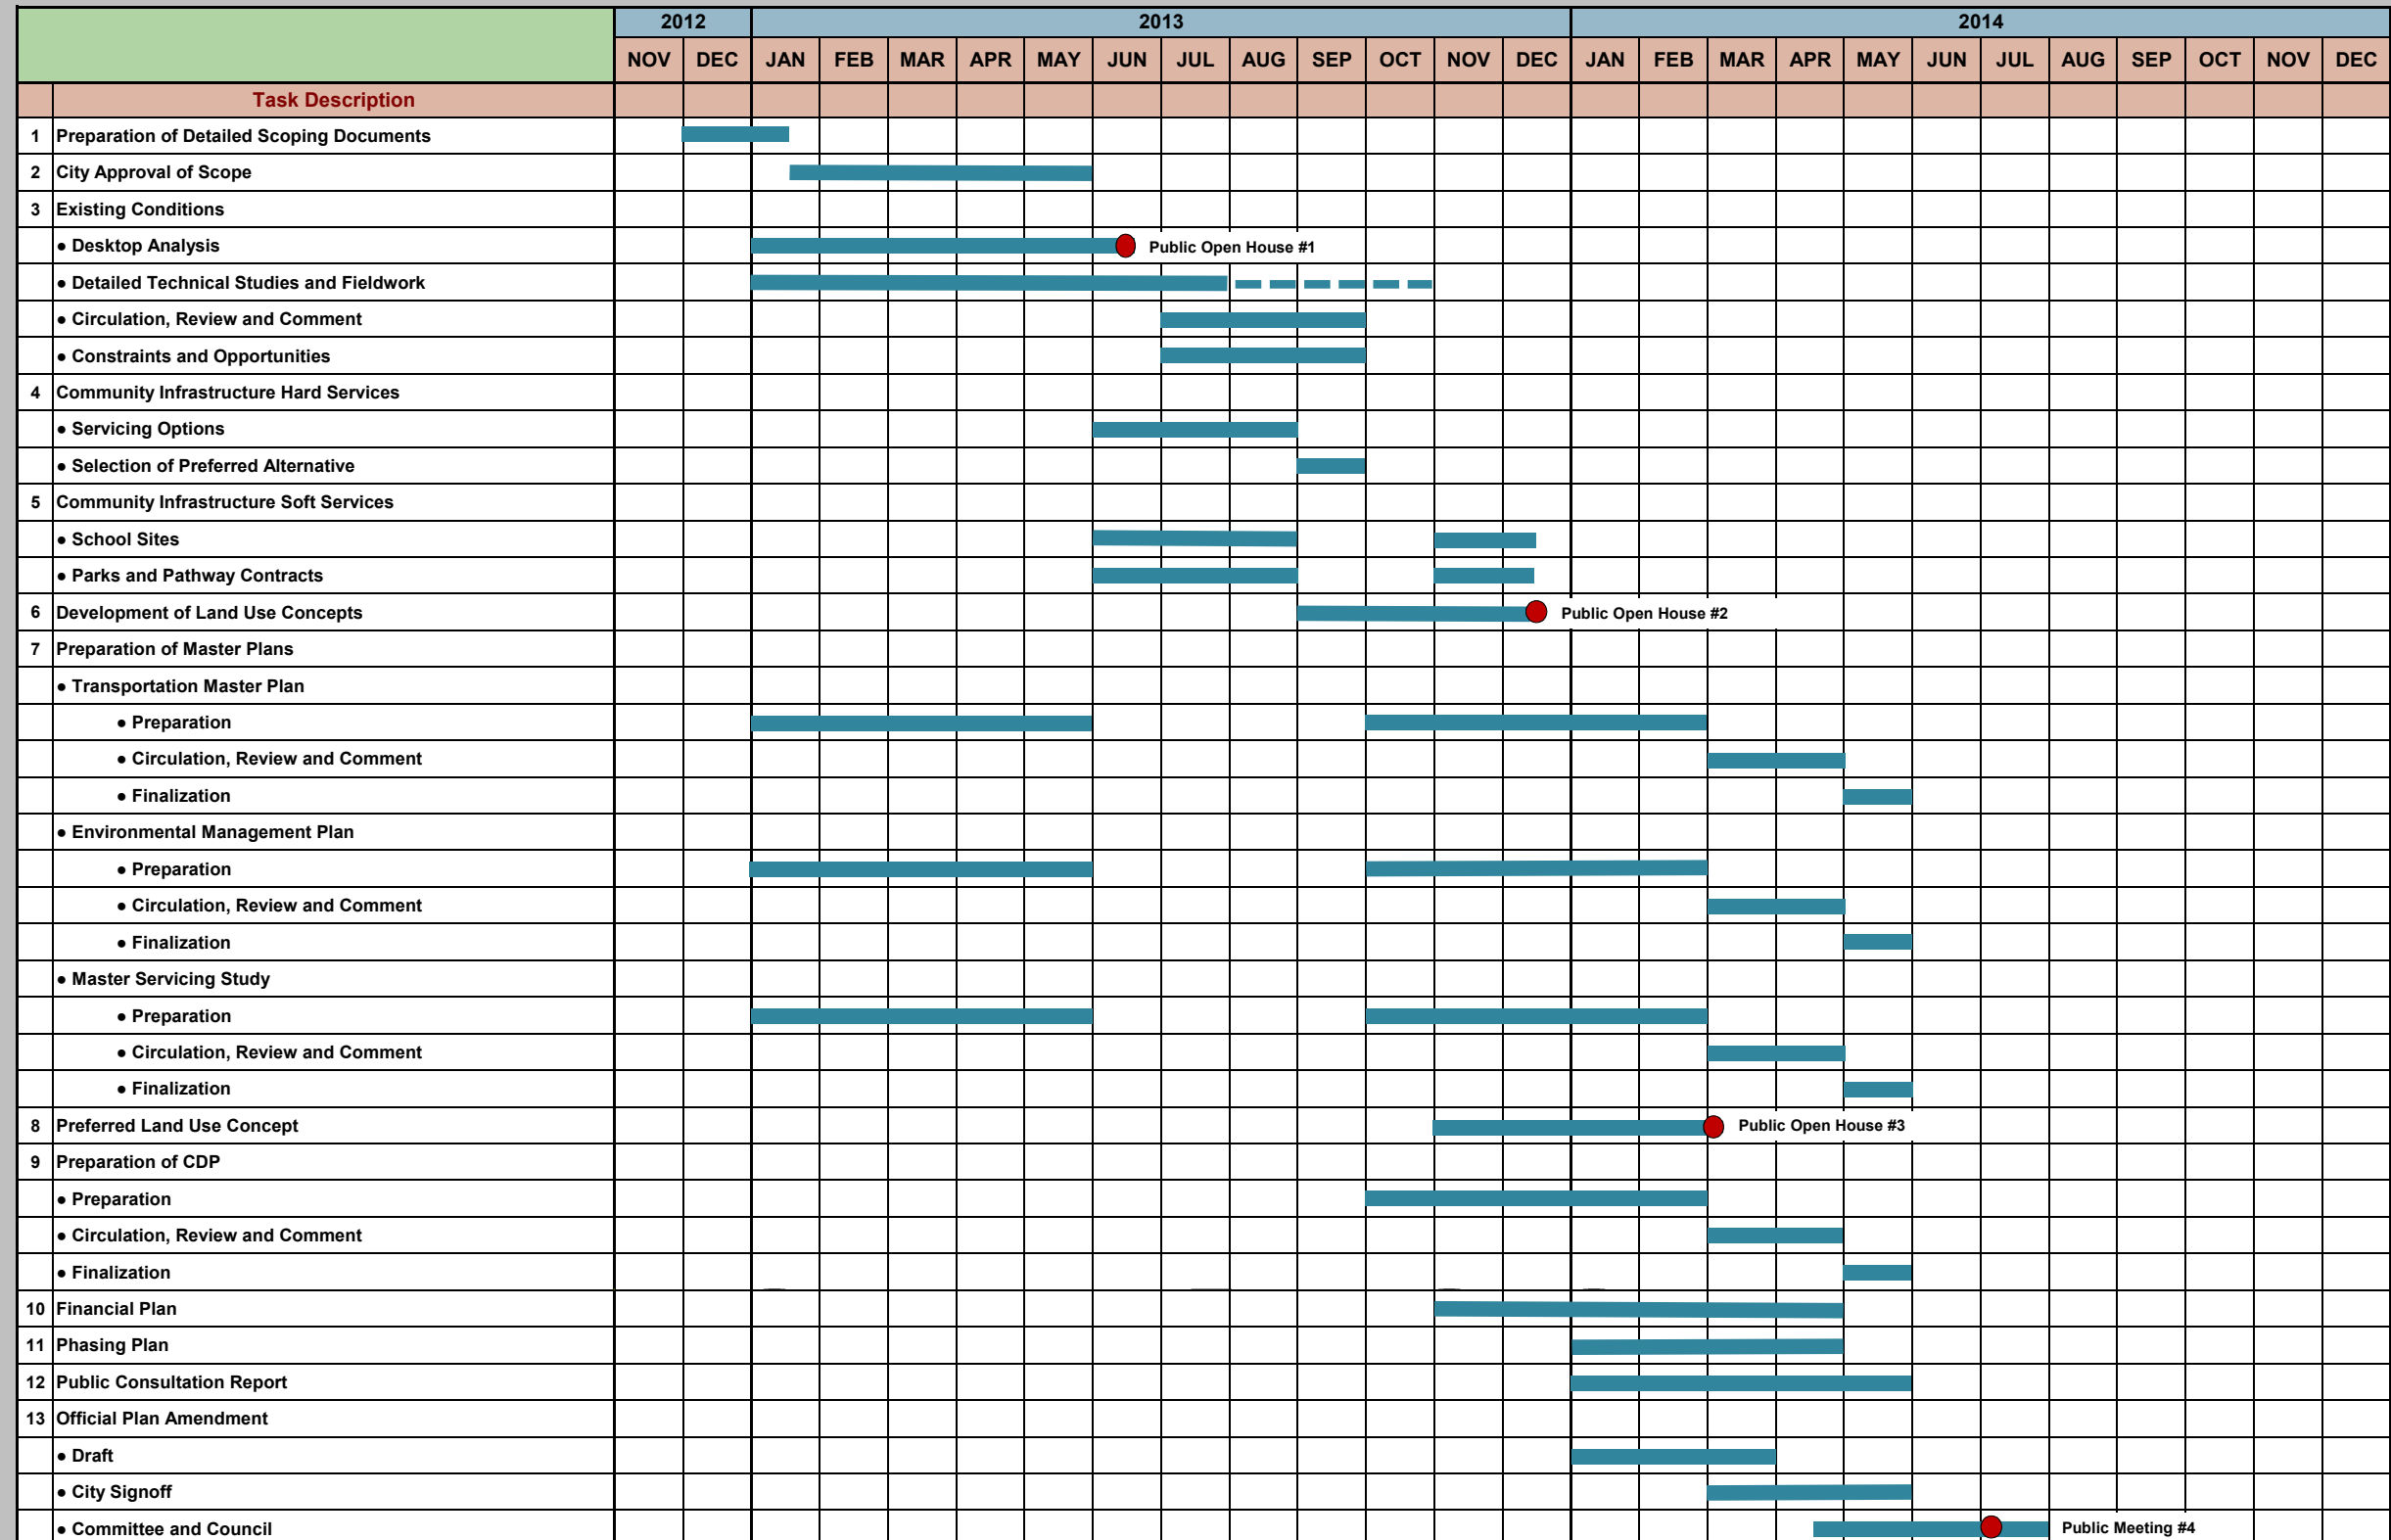 2012 2013 2014
NOV DEC JAN FEB MAR APR MAY JUN JUL AUG SEP OCT NOV DEC JAN FEB MAR APR MAY JUN JUL AUG SEP OCT NOV DEC
Task Description
1 Preparation of Detailed Scoping Documents
2 City Approval of Scope
3 Existing Conditions
● Desktop Analysis Public Open House #1
● Detailed Technical Studies and Fieldwork
● Circulation, Review and Comment
● Constraints and Opportunities
4 Community Infrastructure Hard Services
● Servicing Options
● Selection of Preferred Alternative
5 Community Infrastructure Soft Services
● School Sites
● Parks and Pathway Contracts
6 Development of Land Use Concepts Public Open House #2
7 Preparation of Master Plans
● Transportation Master Plan
● Preparation
● Circulation, Review and Comment
● Finalization
● Environmental Management Plan
● Preparation
● Circulation, Review and Comment
● Finalization
● Master Servicing Study
● Preparation
● Circulation, Review and Comment
● Finalization
8 Preferred Land Use Concept Public Open House #3
9 Preparation of CDP
● Preparation
● Circulation, Review and Comment
● Finalization
10 Financial Plan
11 Phasing Plan
12 Public Consultation Report
13 Official Plan Amendment
● Draft
● City Signoff
● Committee and Council Public Meeting #4